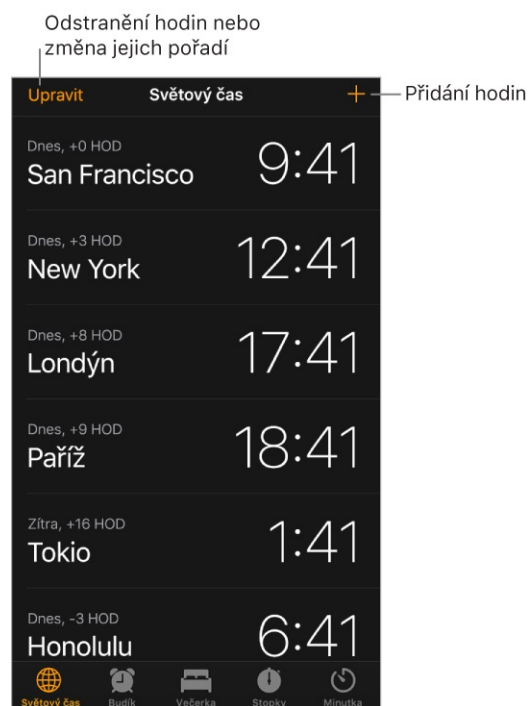 Odstranění hodin nebo
změna jejich pořadí
Upravit
Světový čas
+
Přidání hodin
Dnes, +0 HOD
San Francisco
9:41
Dnes, +3 HOD
New York
12:41
Dnes, +8 HOD
Londýn
17:41
Dnes, +9 HOD
Paříž
18:41
Zítra, +16 HOD
Tokio
1:41
Dnes, -3 HOD
Honolulu
6:41
Světový čas
Budík
Večerka
Stopky
Minutka